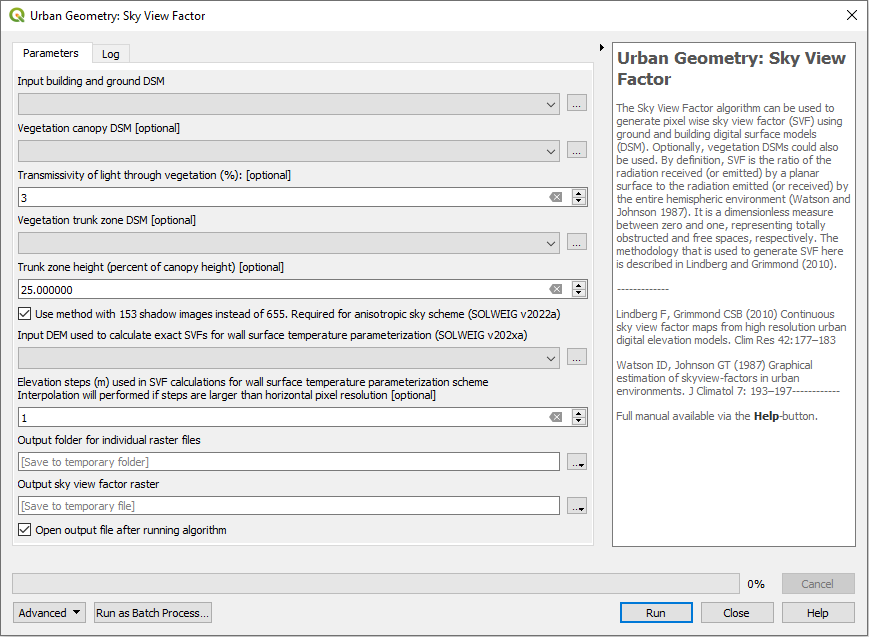 Urban Geometry: Sky View Factor
Parameters
Log
Input building and ground DSM
...
Vegetation canopy DSM [optional]
...
Transmissivity of light through vegetation (%): [optional]
3
Vegetation trunk zone DSM [optional]
...
Trunk zone height (percent of canopy height) [optional]
25.000000
Use method with 153 shadow images instead of 655. Required for anisotropic sky scheme (SOLWEIG v2022a)
Input DEM used to calculate exact SVFs for wall surface temperature parameterization (SOLWEIG v202xa)
...
Elevation steps (m) used in SVF calculations for wall surface temperature parameterization scheme
Interpolation will performed if steps are larger than horizontal pixel resolution [optional]
1
Output folder for individual raster files
[Save to temporary folder]
...
Output sky view factor raster
[Save to temporary file]
...
Open output file after running algorithm
Urban Geometry: Sky View
Factor
The Sky View Factor algorithm can be used to
generate pixel wise sky view factor (SVF) using
ground and building digital surface models
(DSM). Optionally, vegetation DSMs could also
be used. By definition, SVF is the ratio of the
radiation received (or emitted) by a planar
surface to the radiation emitted (or received) by
the entire hemispheric environment (Watson and
Johnson 1987). It is a dimensionless measure
between zero and one, representing totally
obstructed and free spaces, respectively. The
methodology that is used to generate SVF here
is described in Lindberg and Grimmond (2010).
-------------
Lindberg F, Grimmond CSB (2010) Continuous
sky view factor maps from high resolution urban
digital elevation models. Clim Res 42:177–183
Watson ID, Johnson GT (1987) Graphical
estimation of skyview-factors in urban
environments. J Climatol 7: 193–197------------
Full manual available via the Help-button.
0%
Cancel
Advanced
Run as Batch Process...
Run
Close
Help